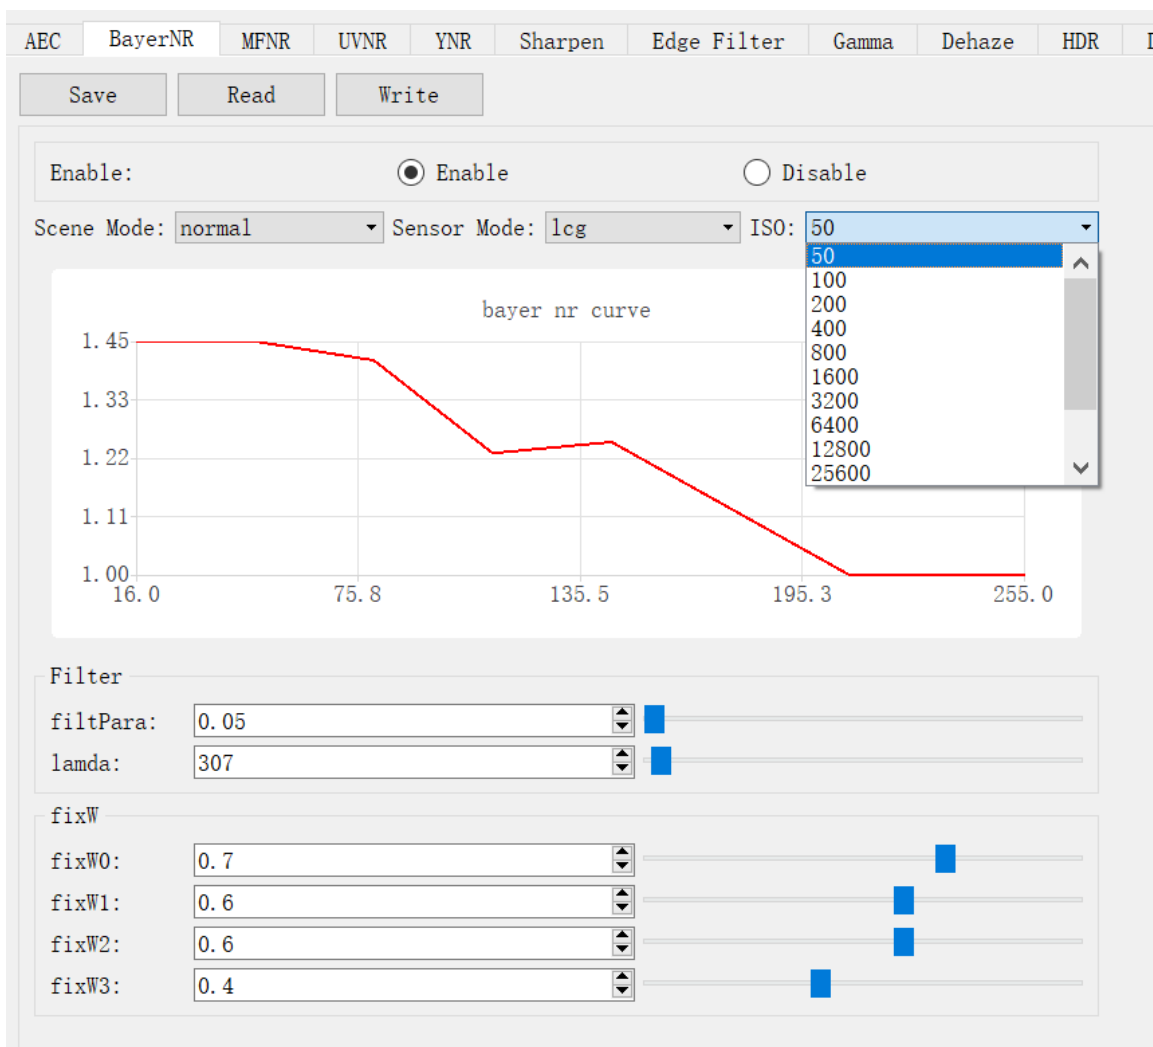 AEC BayerNR MFNR UVNR YNR Sharpen Edge Filter Gamma Dehaze HDR
Save Read Write
Enable: Enable Disable
Scene Mode: normal Sensor Mode: lcg ISO: 50
50
100
200
400
800
1600
3200
6400
12800
25600
bayer nr curve
1.45
1.33
1.22
1.11
1.00
16.0 75.8 135.5 195.3 255.0
Filter
filtPara: 0.05
lamda: 307
fixW
fixW0: 0.7
fixW1: 0.6
fixW2: 0.6
fixW3: 0.4